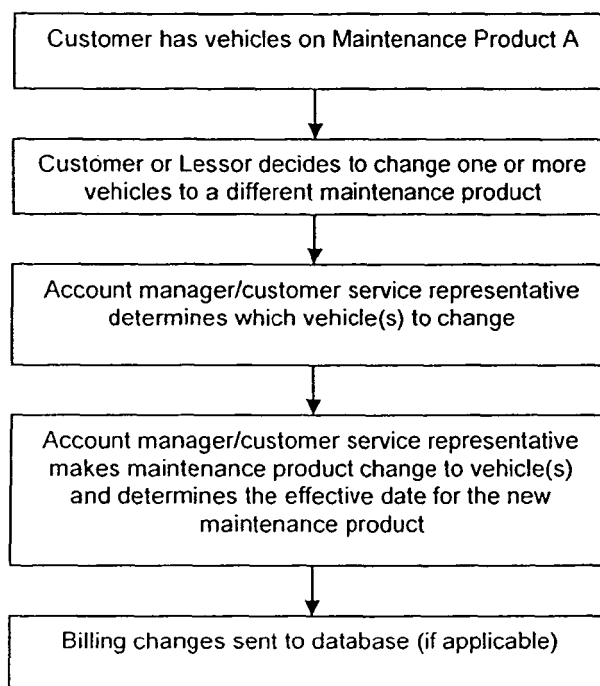 Customer has vehicles on Maintenance Product A
Customer or Lessor decides to change one or more
vehicles to a different maintenance product
Account manager/customer service representative
determines which vehicle(s) to change
Account manager/customer service representative
makes maintenance product change to vehicle(s)
and determines the effective date for the new
maintenance product
Billing changes sent to database (if applicable)